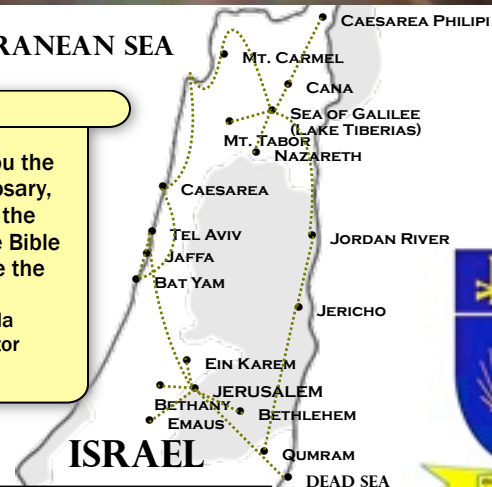 RANEAN SEA
CAESAREA PHILIPI
MT. CARMEL
CANA
SEA OF GALILEE
(LAKE TIBERIAS)
MT. TABOR
NAZARETH
ou the
osary,
the
e Bible
e the
la
tor
CAESAREA
TEL AVIV
JAFFA
JORDAN RIVER
BAT YAM
JERICHO
EIN KAREM
JERUSALEM
BETHANY
BETHLEHEM
EMAUS
ISRAEL
QUMRAM
DEAD SEA